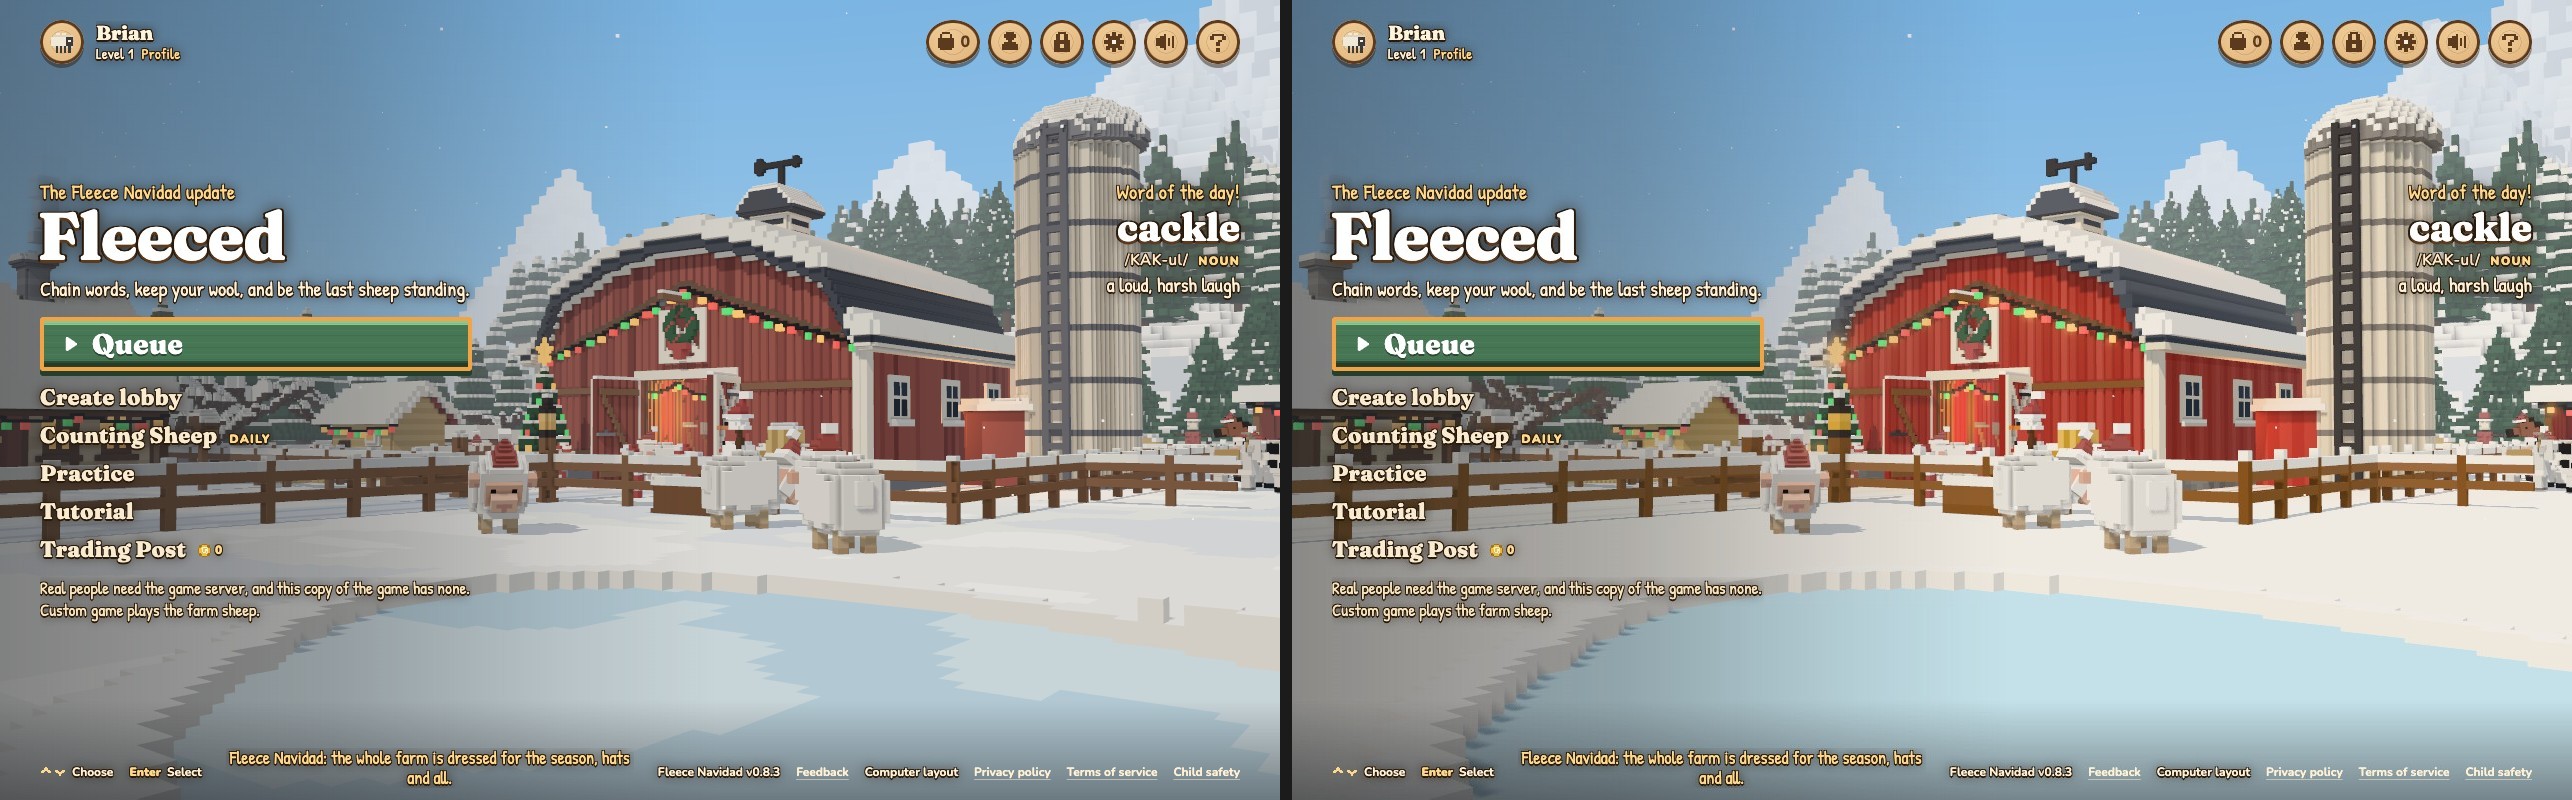 Brian
Level 1 Profile
0
?
The Fleece Navidad update
Fleeced
Chain words, keep your wool, and be the last sheep standing.
Queue
Create lobby
Counting Sheep DAILY
Practice
Tutorial
Trading Post 0
Real people need the game server, and this copy of the game has none.
Custom game plays the farm sheep.
Word of the day!
cackle
/KAK-ul/ NOUN
a loud, harsh laugh
Choose Enter Select
Fleece Navidad: the whole farm is dressed for the season, hats
and all.
Fleece Navidad v0.8.3 Feedback Computer layout Privacy policy Terms of service Child safety
Brian
Level 1 Profile
0
?
The Fleece Navidad update
Fleeced
Chain words, keep your wool, and be the last sheep standing.
Queue
Create lobby
Counting Sheep DAILY
Practice
Tutorial
Trading Post 0
Real people need the game server, and this copy of the game has none.
Custom game plays the farm sheep.
Word of the day!
cackle
/KAK-ul/ NOUN
a loud, harsh laugh
Choose Enter Select
Fleece Navidad: the whole farm is dressed for the season, hats
and all.
Fleece Navidad v0.8.3 Feedback Computer layout Privacy policy Terms of service Child safety